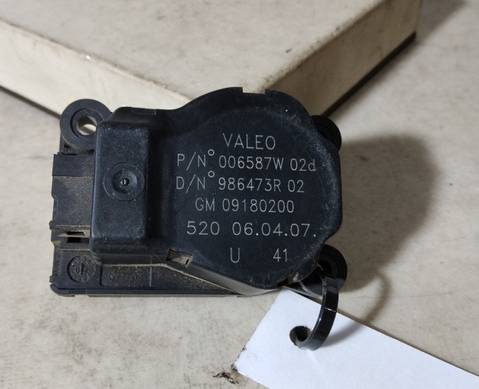 VALEO
P/N° 006587W 02d
D/N° 986473R 02
GM 09180200
520 06.04.07.
U 41